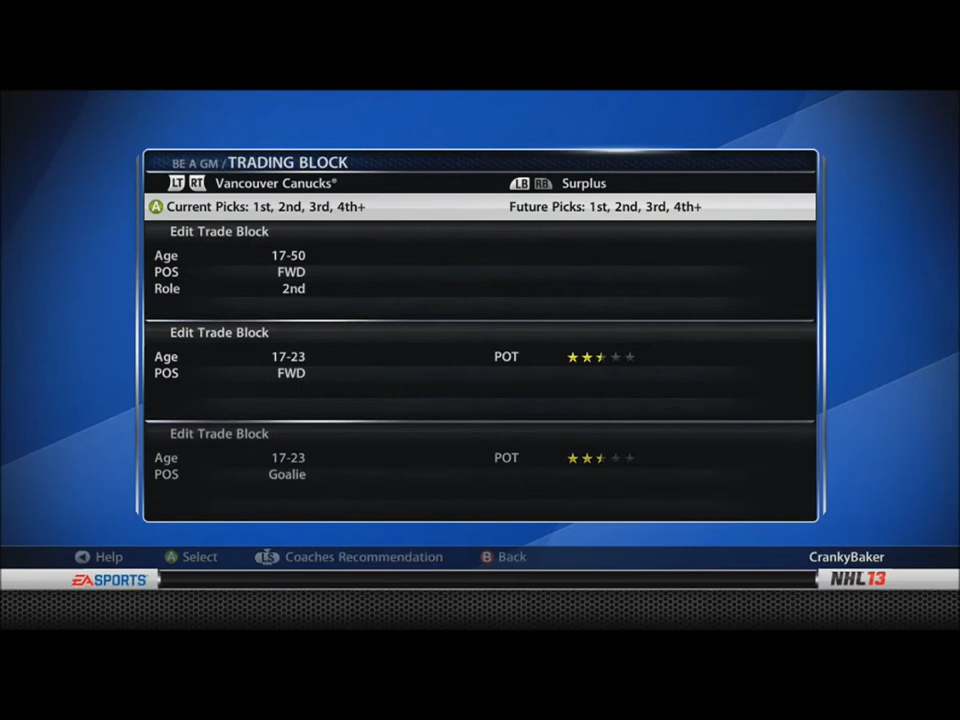 BE A GM / TRADING BLOCK
LT RT Vancouver Canucks* LB RB Surplus
A Current Picks: 1st, 2nd, 3rd, 4th+ Future Picks: 1st, 2nd, 3rd, 4th+
Edit Trade Block
Age 17-50
POS FWD
Role 2nd
Edit Trade Block
Age 17-23 POT
POS FWD
Edit Trade Block
Age 17-23 POT
POS Goalie
Help A Select LS Coaches Recommendation B Back CrankyBaker
EA SPORTS NHL 13